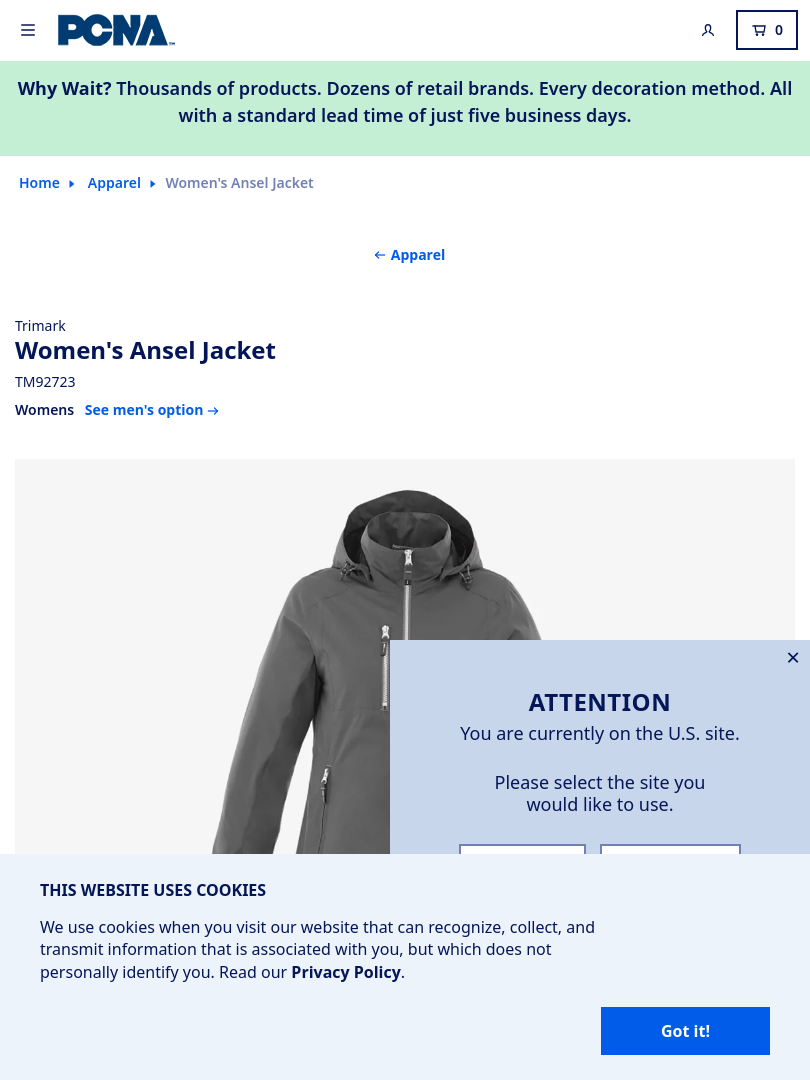 PCNA™
0
Why Wait? Thousands of products. Dozens of retail brands. Every decoration method. All
with a standard lead time of just five business days.
Home Apparel Women's Ansel Jacket
Apparel
Trimark
Women's Ansel Jacket
TM92723
Womens See men's option
ATTENTION
You are currently on the U.S. site.
Please select the site you
would like to use.
THIS WEBSITE USES COOKIES
We use cookies when you visit our website that can recognize, collect, and
transmit information that is associated with you, but which does not
personally identify you. Read our Privacy Policy.
Got it!